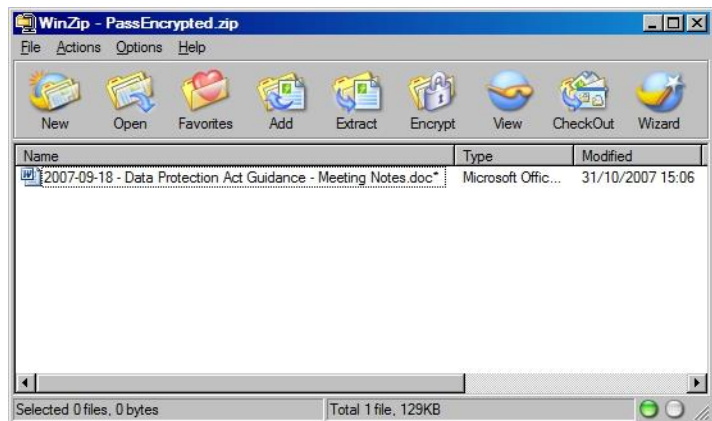 WinZip - PassEncrypted.zip
File Actions Options Help
New Open Favorites Add Extract Encrypt View CheckOut Wizard
Name Type Modified
2007-09-18 - Data Protection Act Guidance - Meeting Notes.doc* Microsoft Offic... 31/10/2007 15:06
Selected 0 files, 0 bytes Total 1 file, 129KB